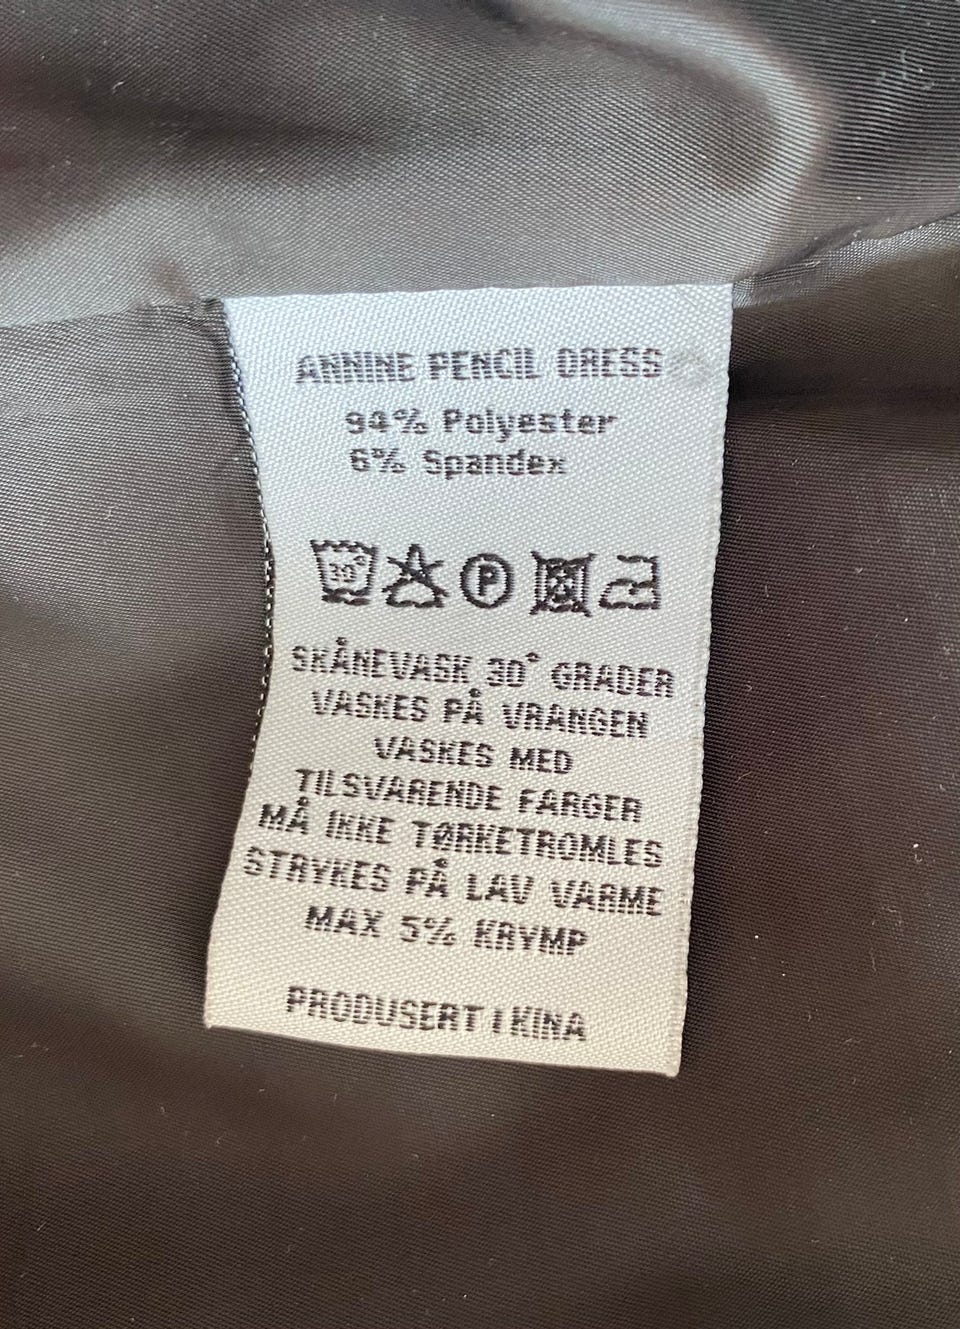 ANNINE PENCIL DRESS
94% Polyester
6% Spandex
30° P
SKÅNEVASK 30° GRADER
VASKES PÅ VRANGEN
VASKES MED
TILSVARENDE FARGER
MÅ IKKE TØRKETROMLES
STRYKES PÅ LAV VARME
MAX 5% KRYMP
PRODUSERT I KINA